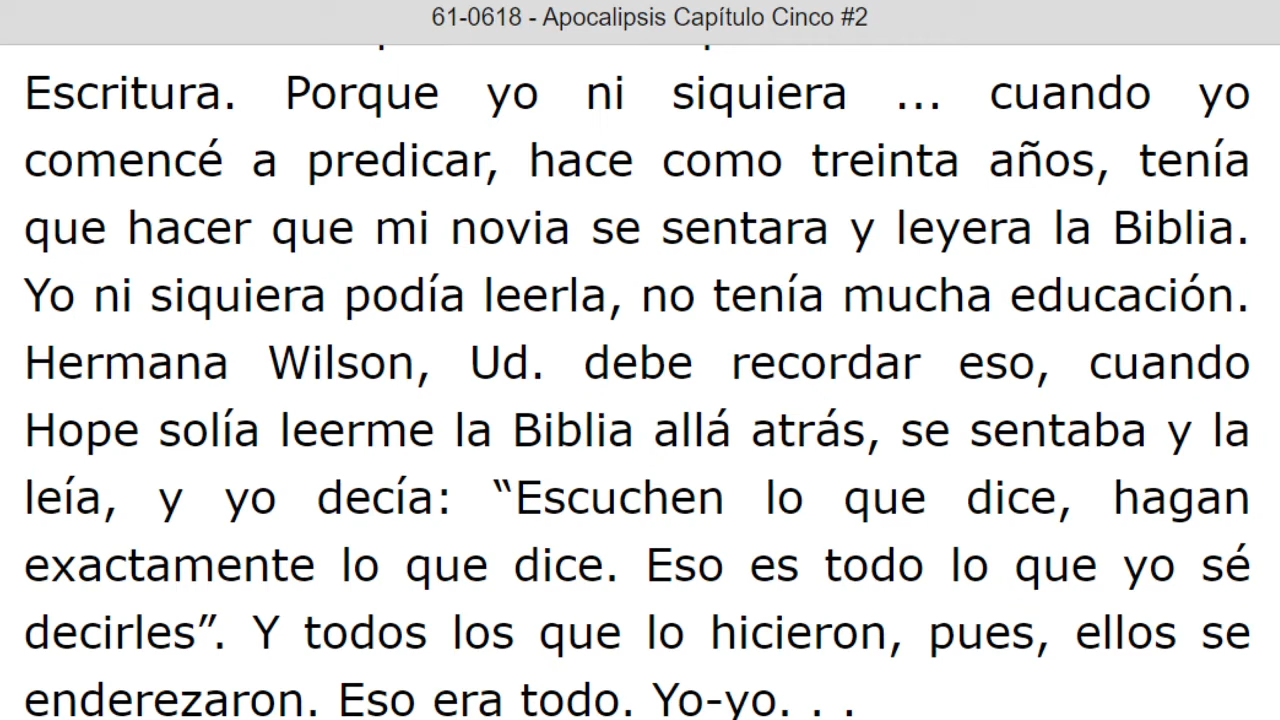 61-0618 - Apocalipsis Capítulo Cinco #2
Escritura. Porque yo ni siquiera ... cuando yo
comencé a predicar, hace como treinta años, tenía
que hacer que mi novia se sentara y leyera la Biblia.
Yo ni siquiera podía leerla, no tenía mucha educación.
Hermana Wilson, Ud. debe recordar eso, cuando
Hope solía leerme la Biblia allá atrás, se sentaba y la
leía, y yo decía: “Escuchen lo que dice, hagan
exactamente lo que dice. Eso es todo lo que yo sé
decirles”. Y todos los que lo hicieron, pues, ellos se
enderezaron. Eso era todo. Yo-yo. . .